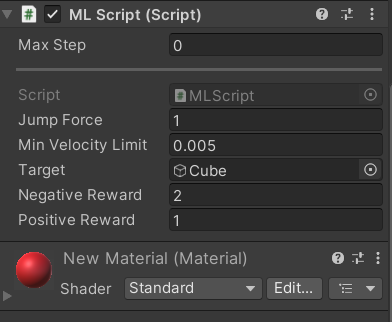 ML Script (Script)
Max Step 0
Script MLScript
Jump Force 1
Min Velocity Limit 0.005
Target Cube
Negative Reward 2
Positive Reward 1
New Material (Material)
Shader Standard Edit...